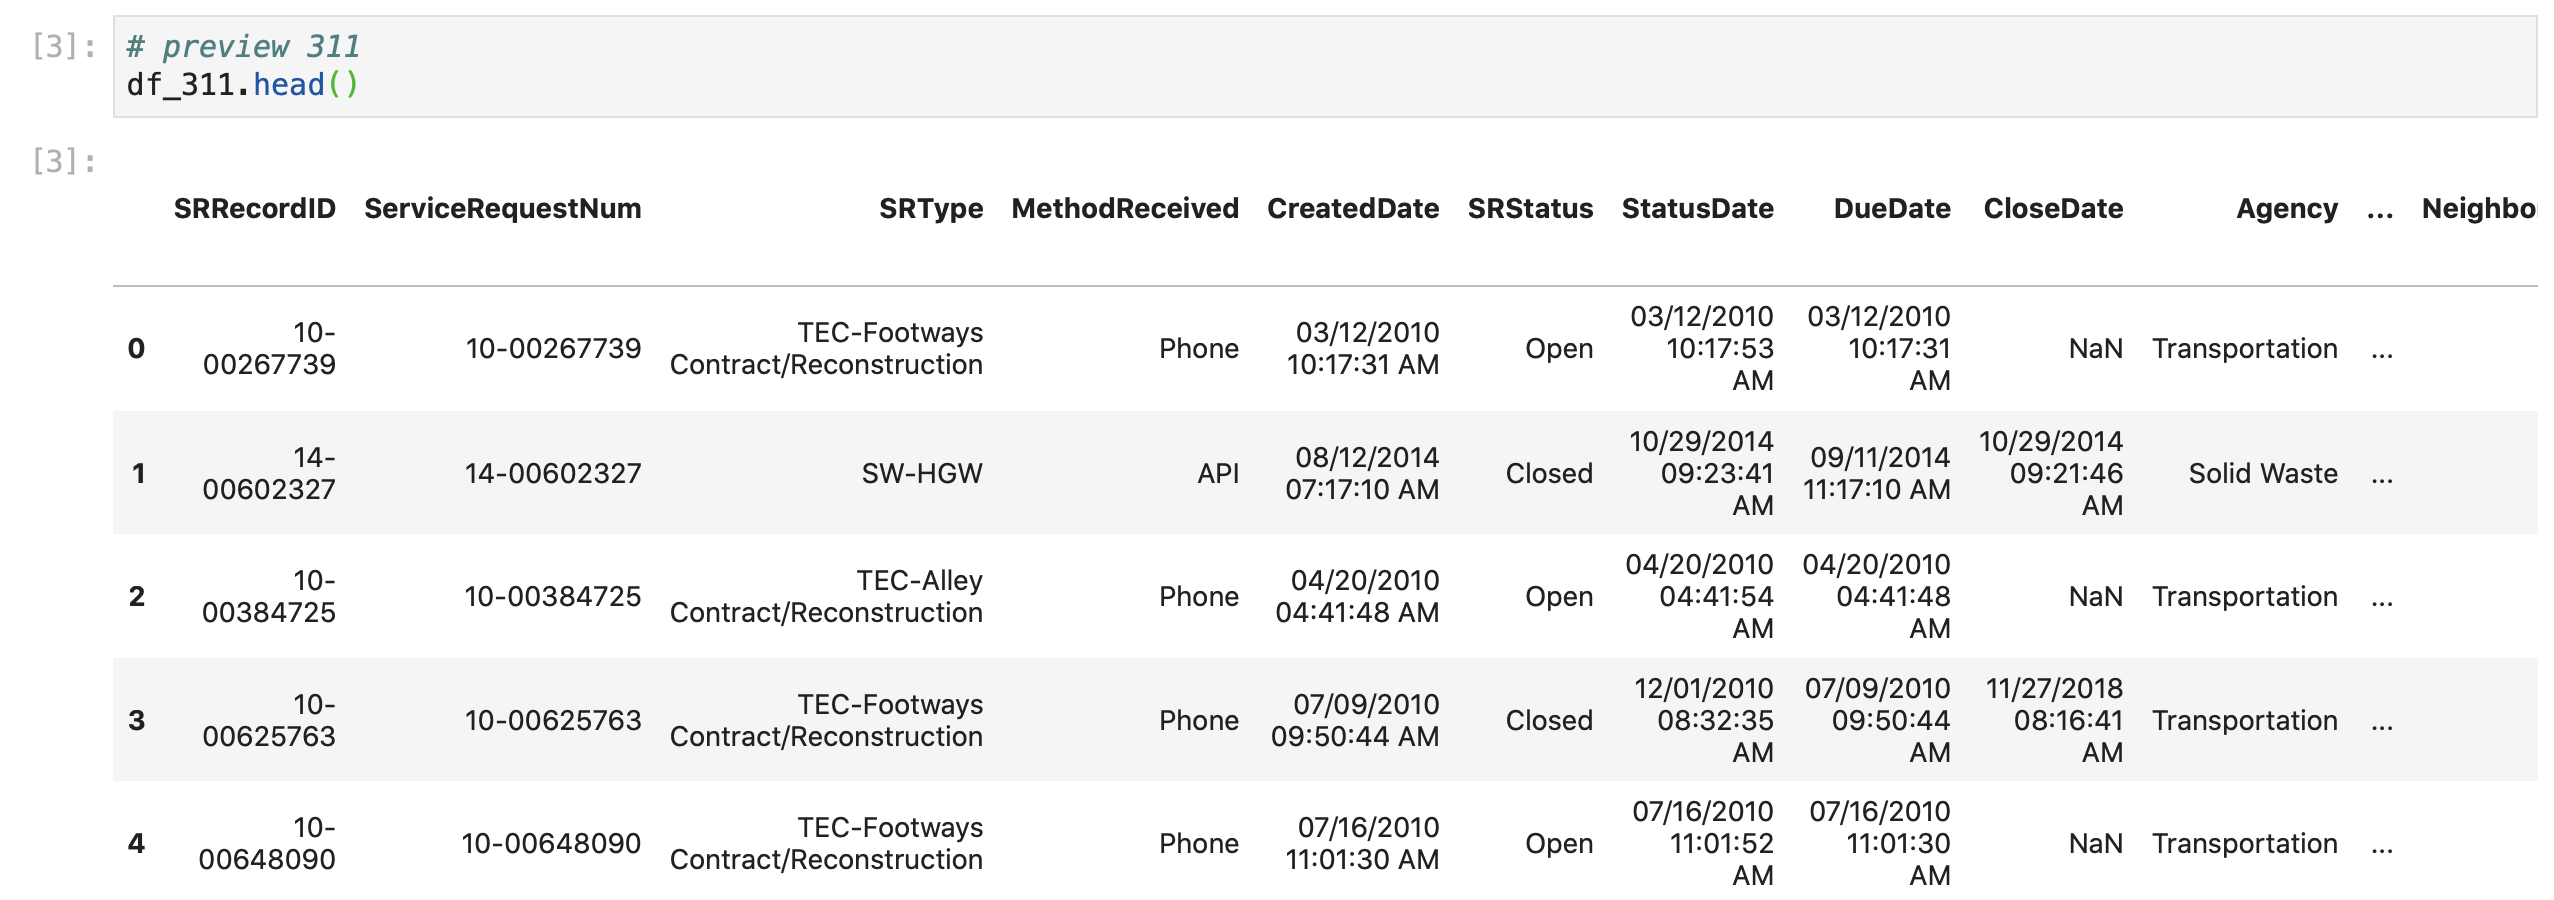 [3]: # preview 311
df_311.head()
[3]:
SRRecordID ServiceRequestNum SRType MethodReceived CreatedDate SRStatus StatusDate DueDate CloseDate Agency ... Neighbo
0 10-00267739 10-00267739 TEC-Footways Contract/Reconstruction Phone 03/12/2010 10:17:31 AM Open 03/12/2010 10:17:53 AM 03/12/2010 10:17:31 AM NaN Transportation ...
1 14-00602327 14-00602327 SW-HGW API 08/12/2014 07:17:10 AM Closed 10/29/2014 09:23:41 AM 09/11/2014 11:17:10 AM 10/29/2014 09:21:46 AM Solid Waste ...
2 10-00384725 10-00384725 TEC-Alley Contract/Reconstruction Phone 04/20/2010 04:41:48 AM Open 04/20/2010 04:41:54 AM 04/20/2010 04:41:48 AM NaN Transportation ...
3 10-00625763 10-00625763 TEC-Footways Contract/Reconstruction Phone 07/09/2010 09:50:44 AM Closed 12/01/2010 08:32:35 AM 07/09/2010 09:50:44 AM 11/27/2018 08:16:41 AM Transportation ...
4 10-00648090 10-00648090 TEC-Footways Contract/Reconstruction Phone 07/16/2010 11:01:30 AM Open 07/16/2010 11:01:52 AM 07/16/2010 11:01:30 AM NaN Transportation ...